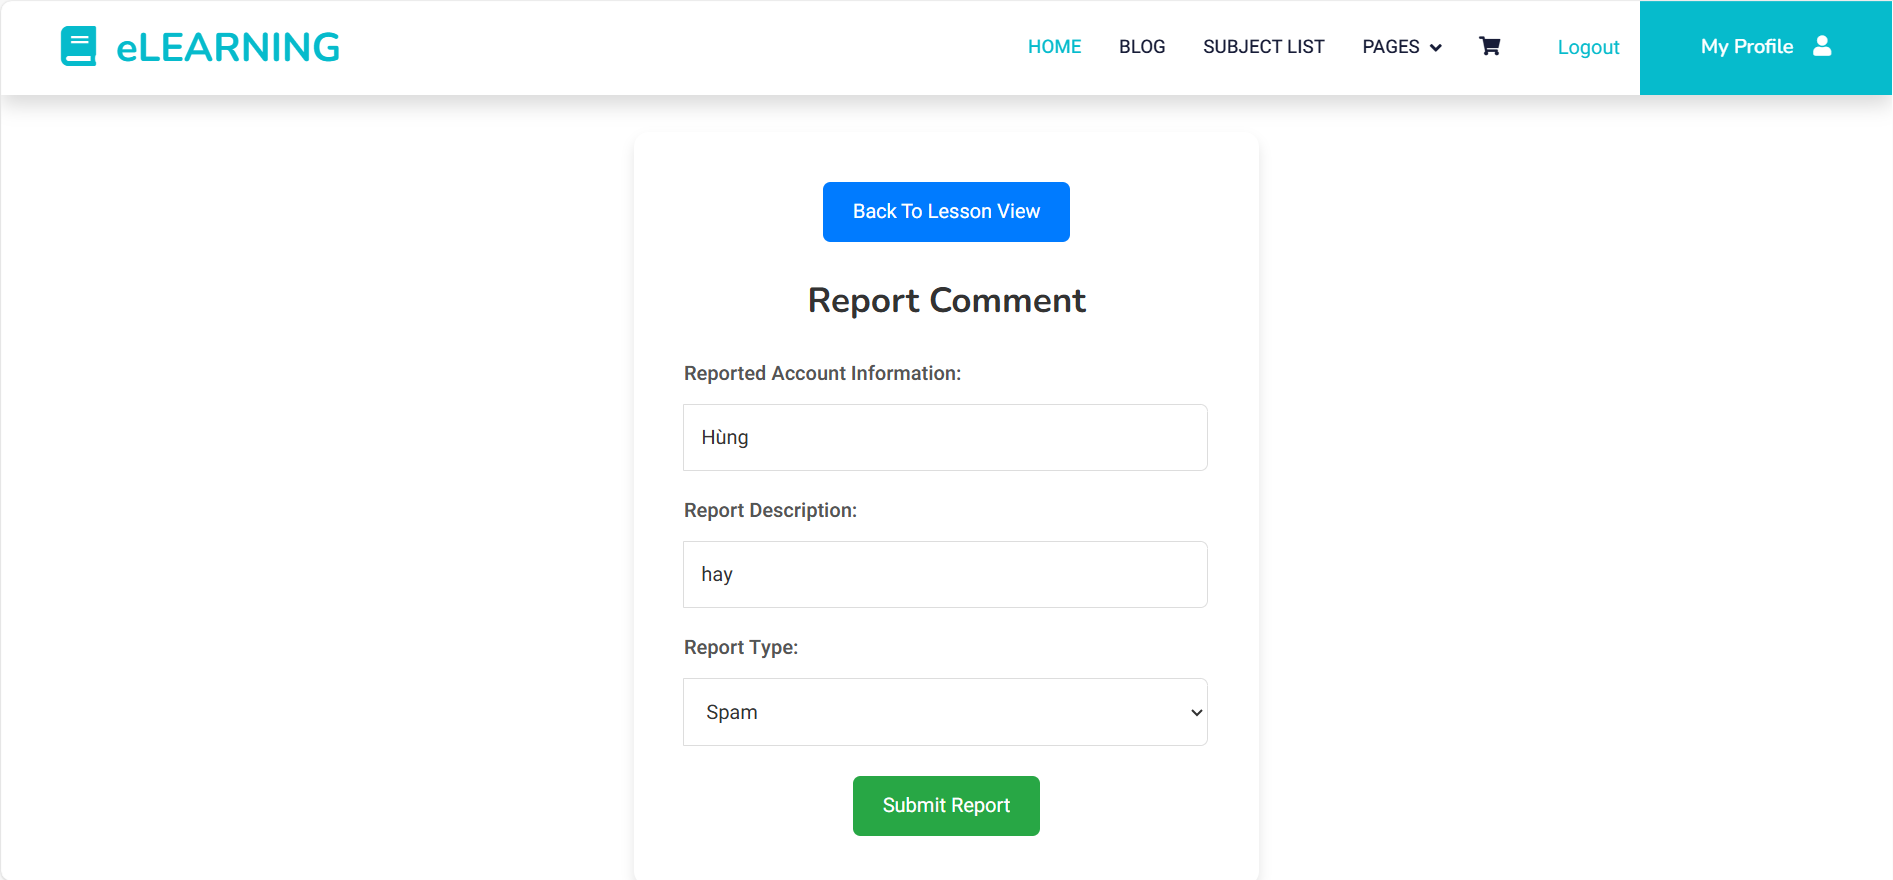 eLEARNING
HOME BLOG SUBJECT LIST PAGES Logout My Profile
Back To Lesson View
Report Comment
Reported Account Information:
Hùng
Report Description:
hay
Report Type:
Spam
Submit Report